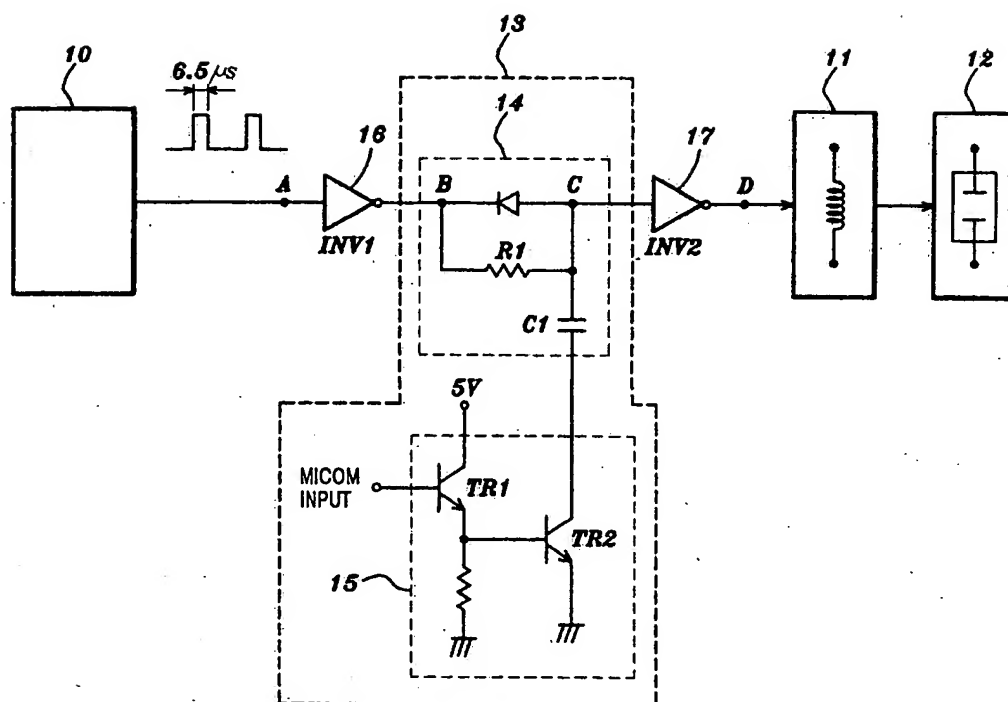 13
10
11
12
6.5 μs
14
16
17
A
B
C
D
INV1
R1
INV2
C1
5V
MICOM
INPUT
TR1
TR2
15